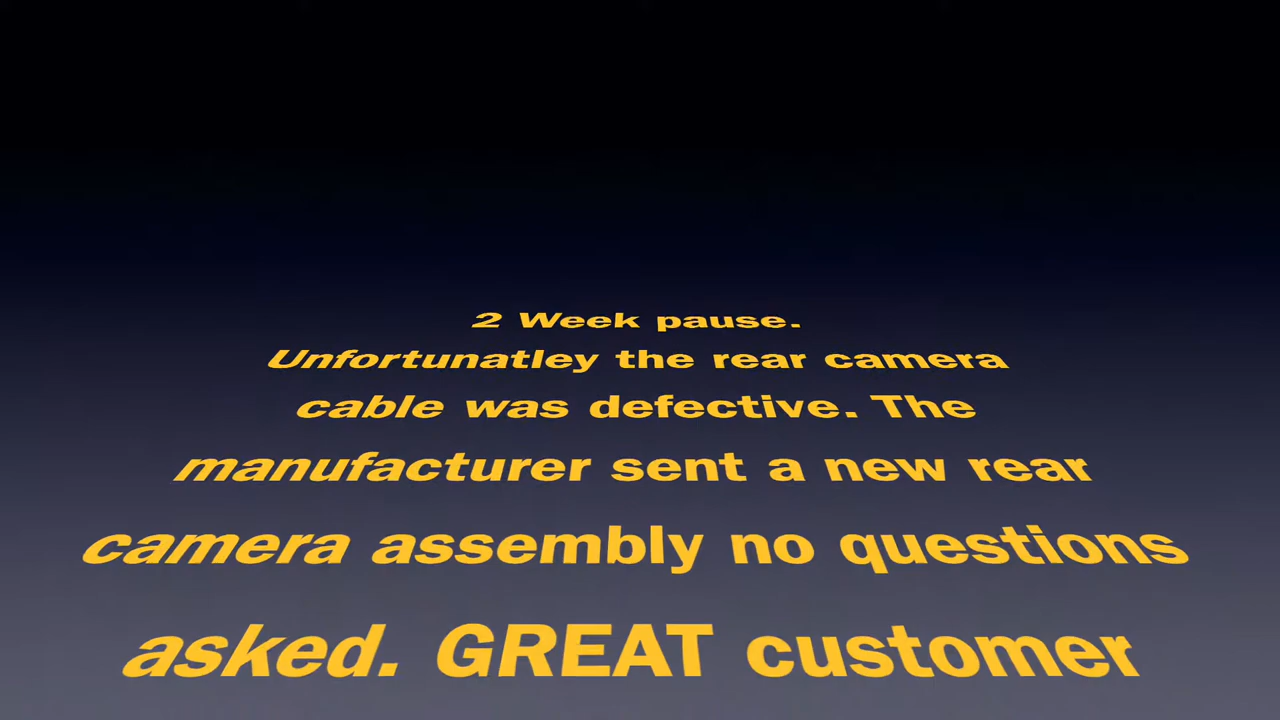 2 Week pause.
Unfortunatley the rear camera
cable was defective. The
manufacturer sent a new rear
camera assembly no questions
asked. GREAT customer